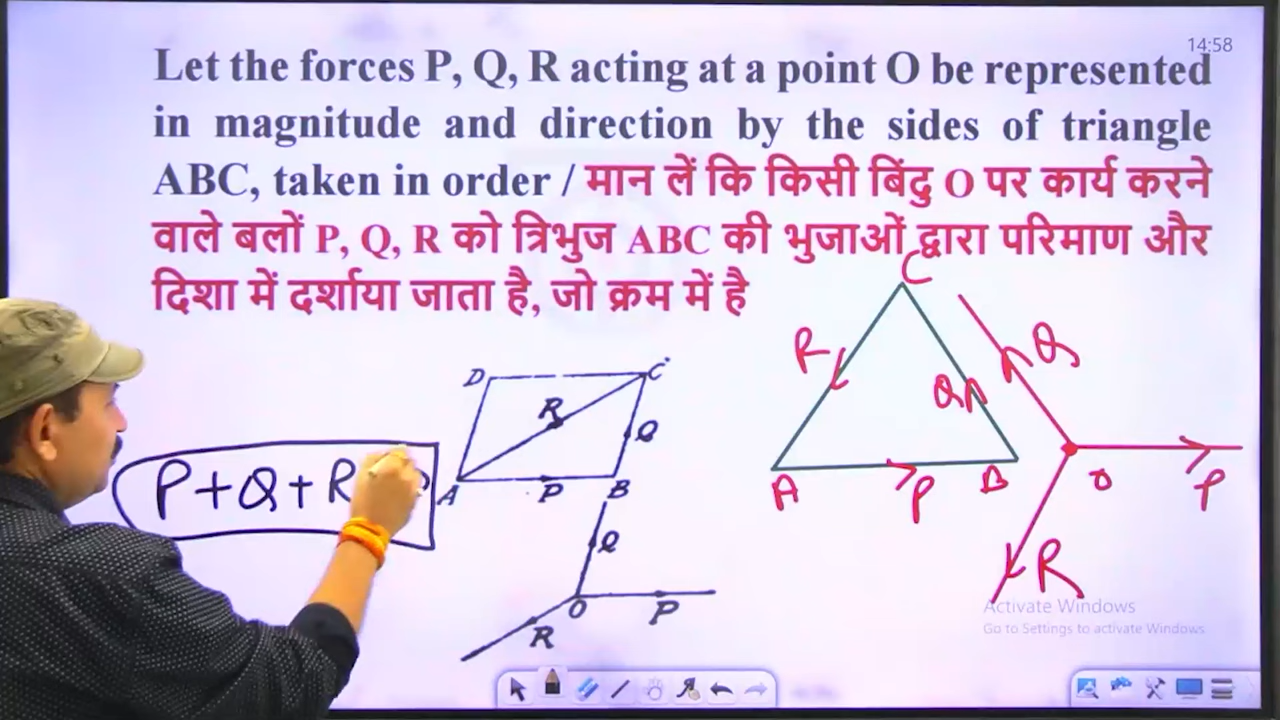 14:58
Let the forces P, Q, R acting at a point O be represented
in magnitude and direction by the sides of triangle
ABC, taken in order / मान लें कि किसी बिंदु O पर कार्य करने
वाले बलों P, Q, R को त्रिभुज ABC की भुजाओं द्वारा परिमाण और
दिशा में दर्शाया जाता है, जो क्रम में है
C
R
Q
Q
A
P
B
O
P
R
D
C
R
Q
A
P
B
Q
O
P
R
P+Q+R
Activate Windows
Go to Settings to activate Windows